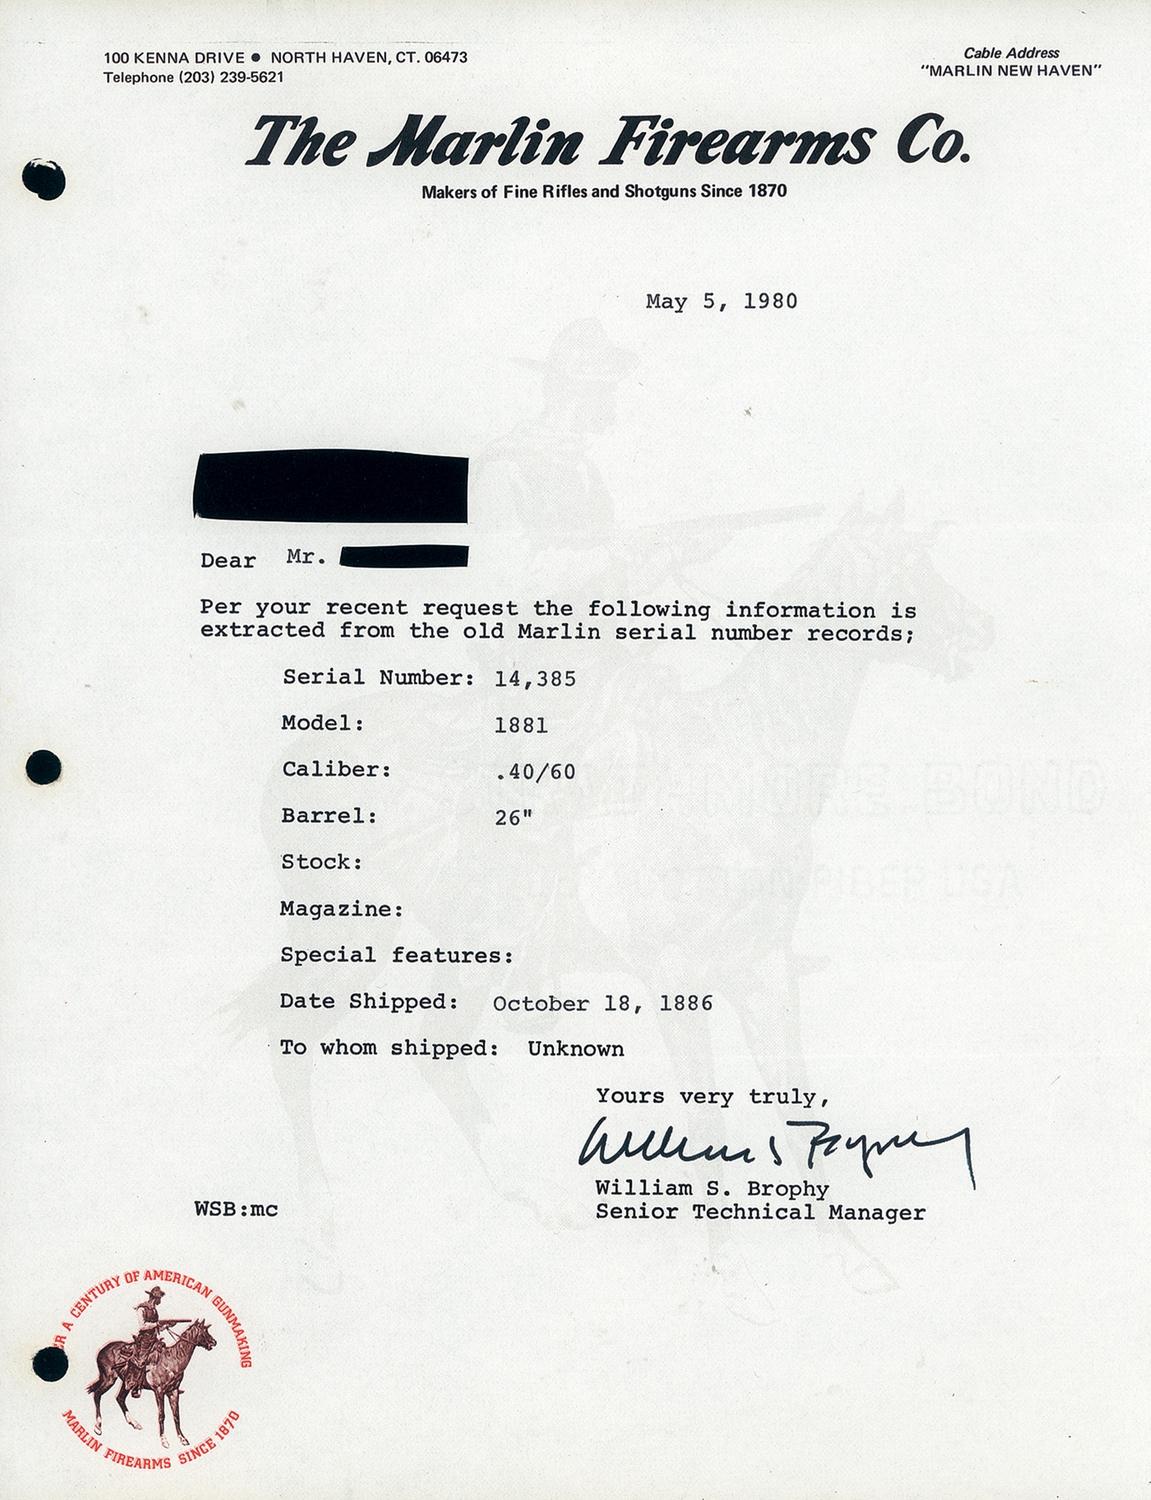 100 KENNA DRIVE ● NORTH HAVEN, CT. 06473
Telephone (203) 239-5621
Cable Address
"MARLIN NEW HAVEN"
The Marlin Firearms Co.
Makers of Fine Rifles and Shotguns Since 1870
May 5, 1980
Dear Mr.
Per your recent request the following information is
extracted from the old Marlin serial number records;
Serial Number: 14,385
Model: 1881
Caliber: .40/60
Barrel: 26"
Stock:
Magazine:
Special features:
Date Shipped: October 18, 1886
To whom shipped: Unknown
Yours very truly,
William S. Brophy
William S. Brophy
Senior Technical Manager
WSB:mc
A CENTURY OF AMERICAN GUNMAKING
MARLIN FIREARMS SINCE 1870